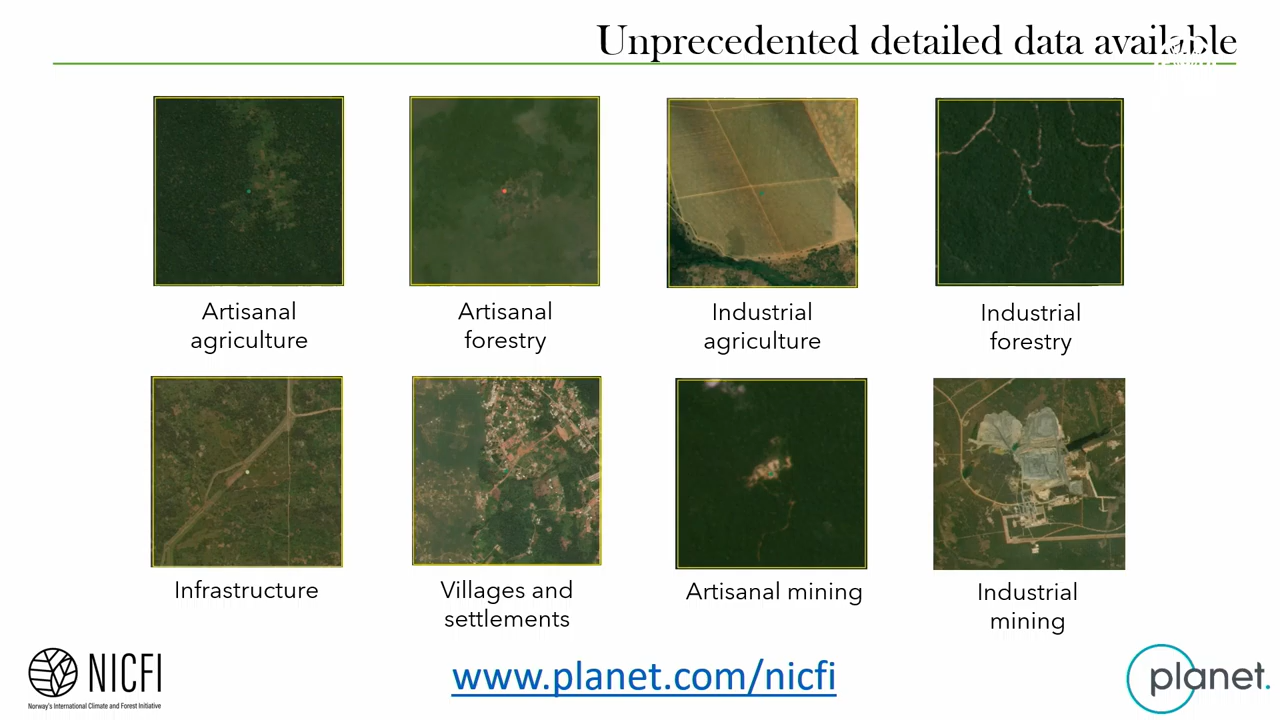 Unprecedented detailed data available
Artisanal
agriculture
Artisanal
forestry
Industrial
agriculture
Industrial
forestry
Infrastructure
Villages and
settlements
Artisanal mining
Industrial
mining
NICFI
Norway's International Climate and Forest Initiative
www.planet.com/nicfi
planet.